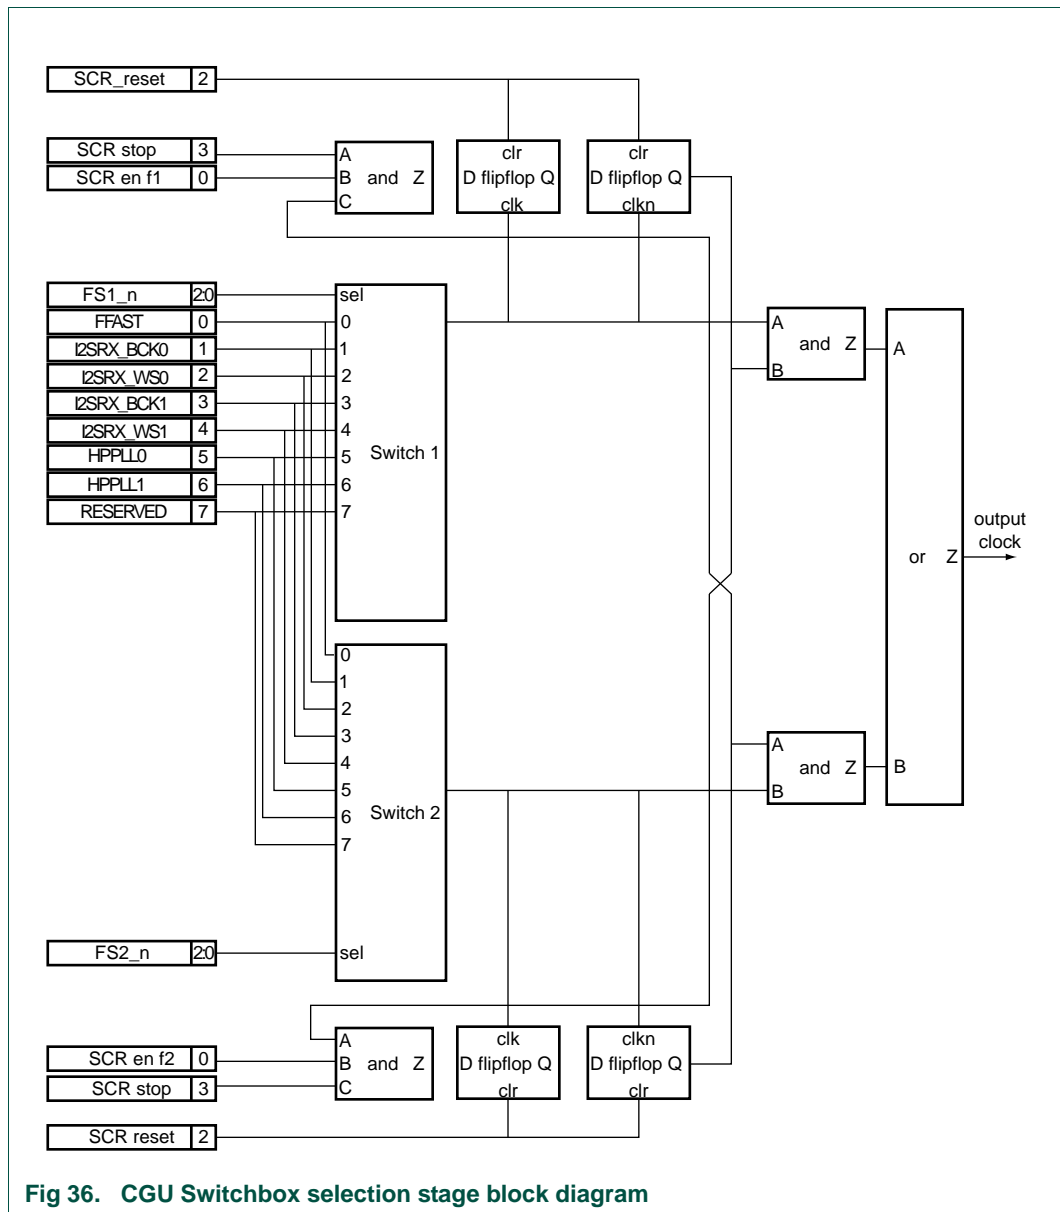 SCR_reset 2
SCR stop 3
SCR en f1 0
A
B and Z
C
clr
D flipflop Q
clk
clr
D flipflop Q
clkn
FS1_n 2:0
FFAST 0
I2SRX_BCK0 1
I2SRX_WS0 2
I2SRX_BCK1 3
I2SRX_WS1 4
HPPLL0 5
HPPLL1 6
RESERVED 7
sel
0
1
2
3
4
5
6
7
Switch 1
A
and Z
B
A
or Z
B
output
clock
0
1
2
3
4
5
6
7
Switch 2
sel
A
and Z
B
FS2_n 2:0
SCR en f2 0
SCR stop 3
SCR reset 2
A
B and Z
C
clk
D flipflop Q
clr
clkn
D flipflop Q
clr
Fig 36. CGU Switchbox selection stage block diagram